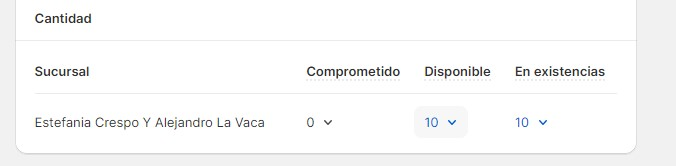 Cantidad
Sucursal Comprometido Disponible En existencias
Estefania Crespo Y Alejandro La Vaca 0 10 10